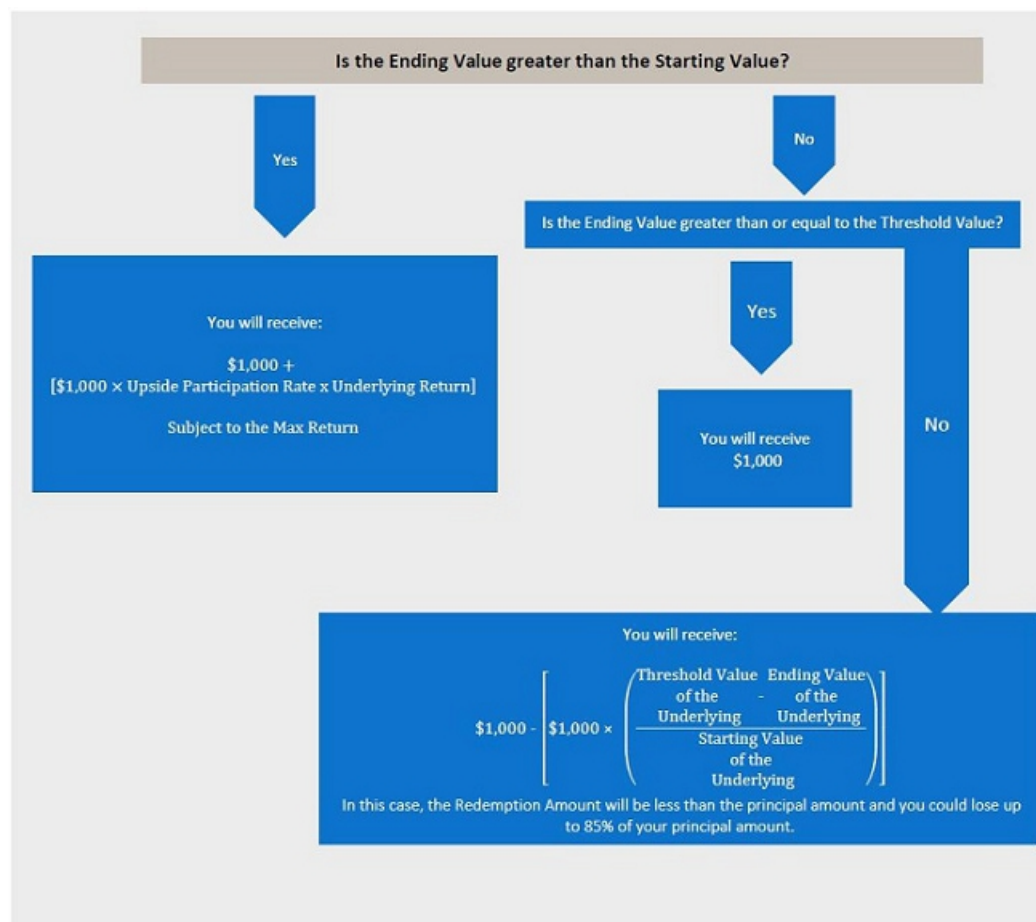 Is the Ending Value greater than the Starting Value?
Yes
No
Is the Ending Value greater than or equal to the Threshold Value?
You will receive:
$1,000 +
[$1,000 × Upside Participation Rate x Underlying Return]
Subject to the Max Return
Yes
You will receive
$1,000
No
You will receive:
Threshold Value Ending Value
of the - of the
Underlying Underlying
$1,000 - [$1,000 × ( )]
Starting Value
of the
Underlying
In this case, the Redemption Amount will be less than the principal amount and you could lose up
to 85% of your principal amount.